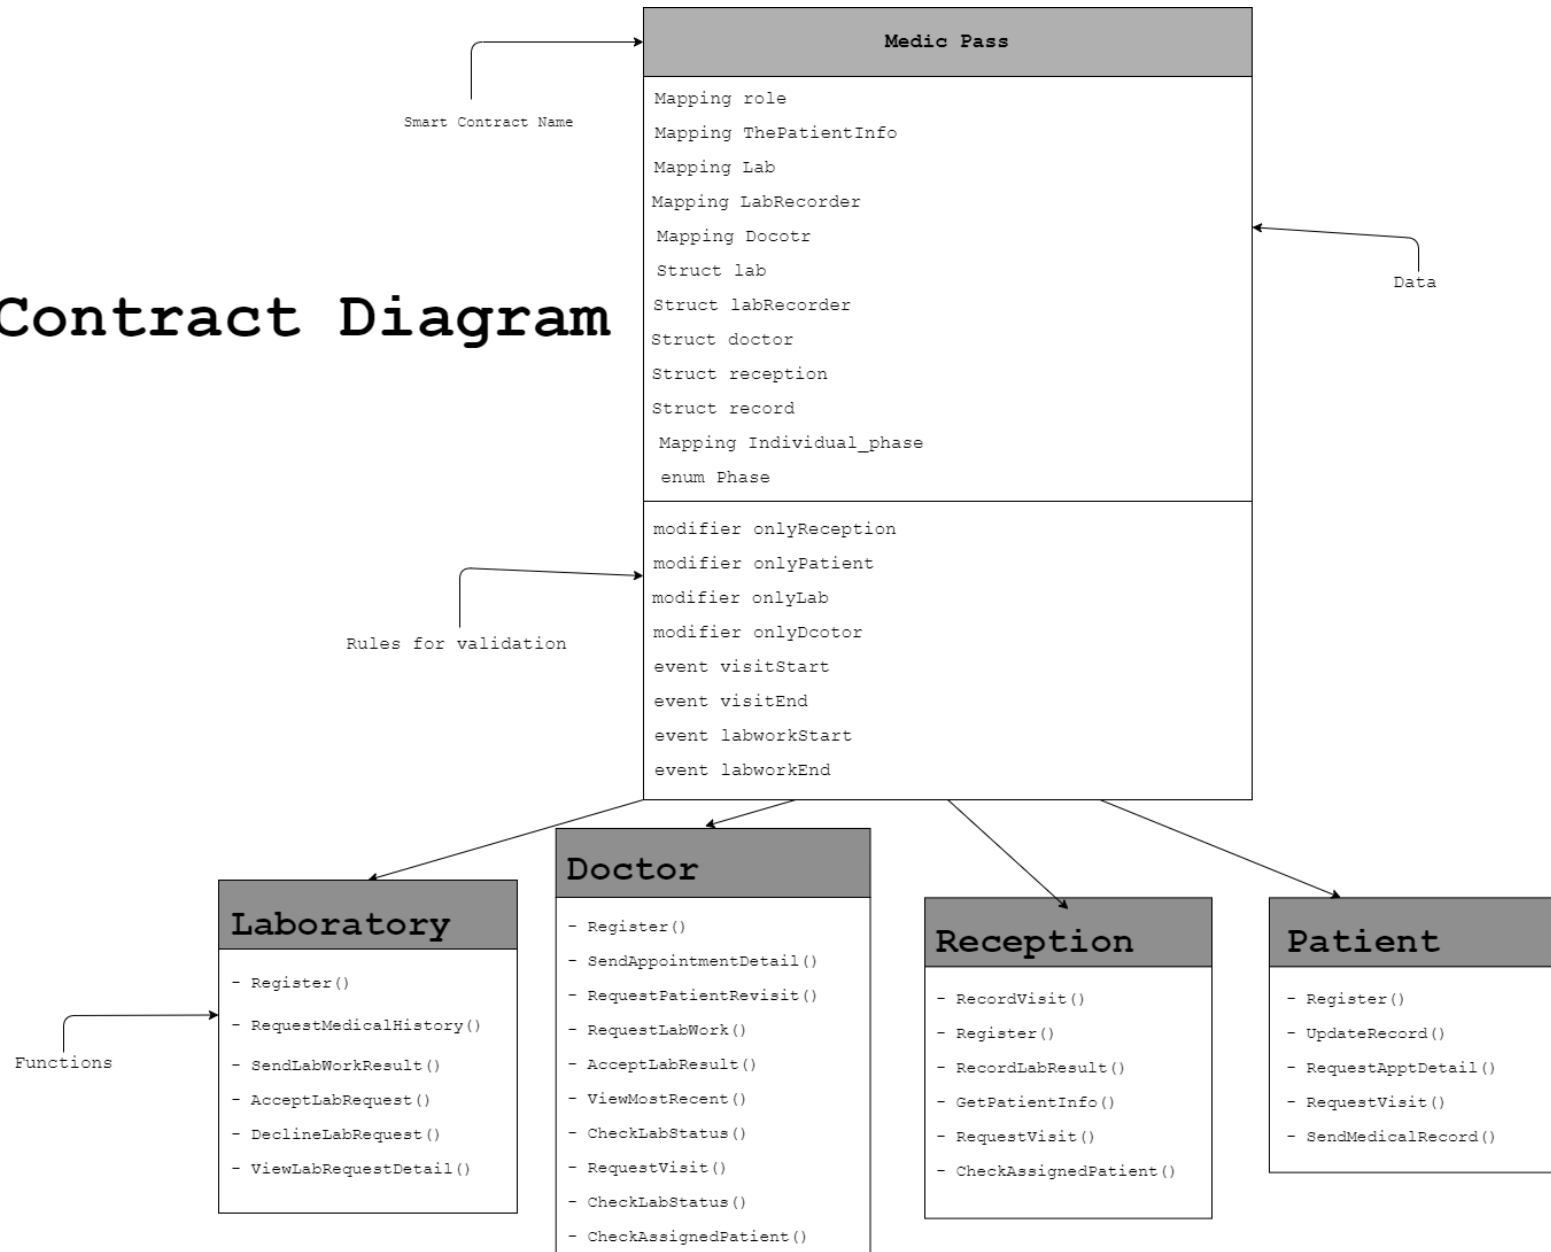 Medic Pass
Smart Contract Name
Mapping role
Mapping ThePatientInfo
Mapping Lab
Mapping LabRecorder
Mapping Docotr
Struct lab
Struct labRecorder
Struct doctor
Struct reception
Struct record
Mapping Individual_phase
enum Phase
Data
Contract Diagram
modifier onlyReception
modifier onlyPatient
modifier onlyLab
modifier onlyDcotor
event visitStart
event visitEnd
event labworkStart
event labworkEnd
Rules for validation
Laboratory
- Register()
- RequestMedicalHistory()
- SendLabWorkResult()
- AcceptLabRequest()
- DeclineLabRequest()
- ViewLabRequestDetail()
Functions
Doctor
- Register()
- SendAppointmentDetail()
- RequestPatientRevisit()
- RequestLabWork()
- AcceptLabResult()
- ViewMostRecent()
- CheckLabStatus()
- RequestVisit()
- CheckLabStatus()
- CheckAssignedPatient()
Reception
- RecordVisit()
- Register()
- RecordLabResult()
- GetPatientInfo()
- RequestVisit()
- CheckAssignedPatient()
Patient
- Register()
- UpdateRecord()
- RequestApptDetail()
- RequestVisit()
- SendMedicalRecord()